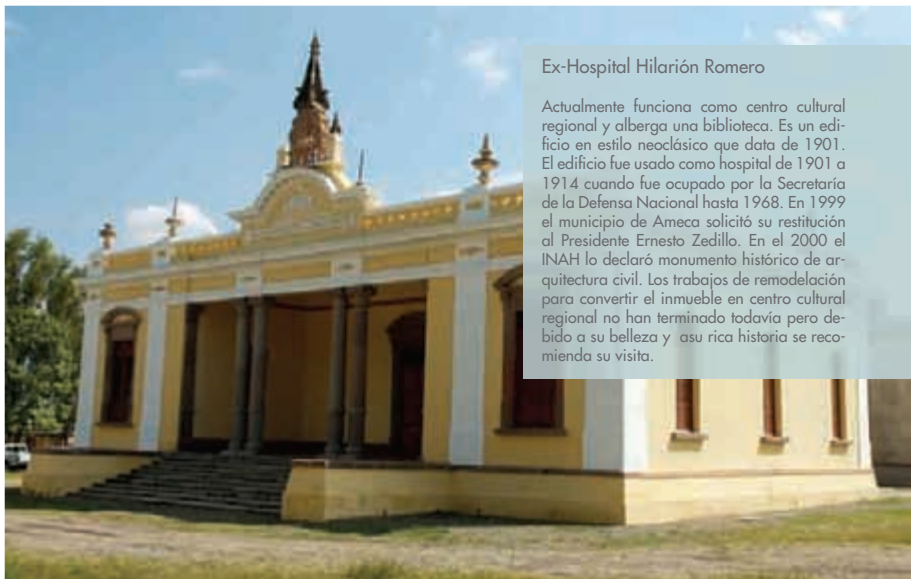 Ex-Hospital Hilarión Romero
Actualmente funciona como centro cultural
regional y alberga una biblioteca. Es un edi-
ficio en estilo neoclásico que data de 1901.
El edificio fue usado como hospital de 1901 a
1914 cuando fue ocupado por la Secretaría
de la Defensa Nacional hasta 1968. En 1999
el municipio de Ameca solicitó su restitución
al Presidente Ernesto Zedillo. En el 2000 el
INAH lo declaró monumento histórico de ar-
quitectura civil. Los trabajos de remodelación
para convertir el inmueble en centro cultural
regional no han terminado todavía pero de-
bido a su belleza y asu rica historia se reco-
mienda su visita.